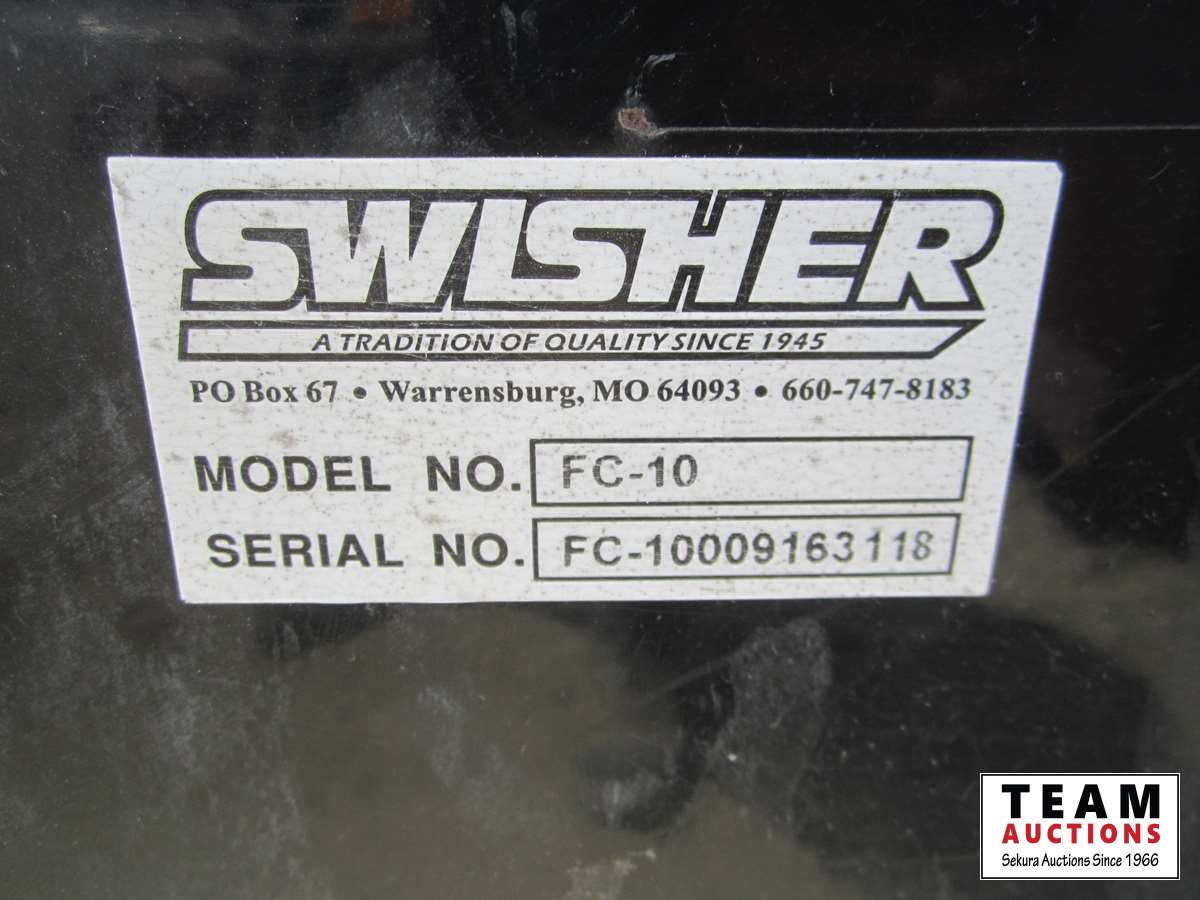 SWISHER
A TRADITION OF QUALITY SINCE 1945
PO Box 67 • Warrensburg, MO 64093 • 660-747-8183
MODEL NO. FC-10
SERIAL NO. FC-10009163118
TEAM
AUCTIONS
Sekura Auctions Since 1966